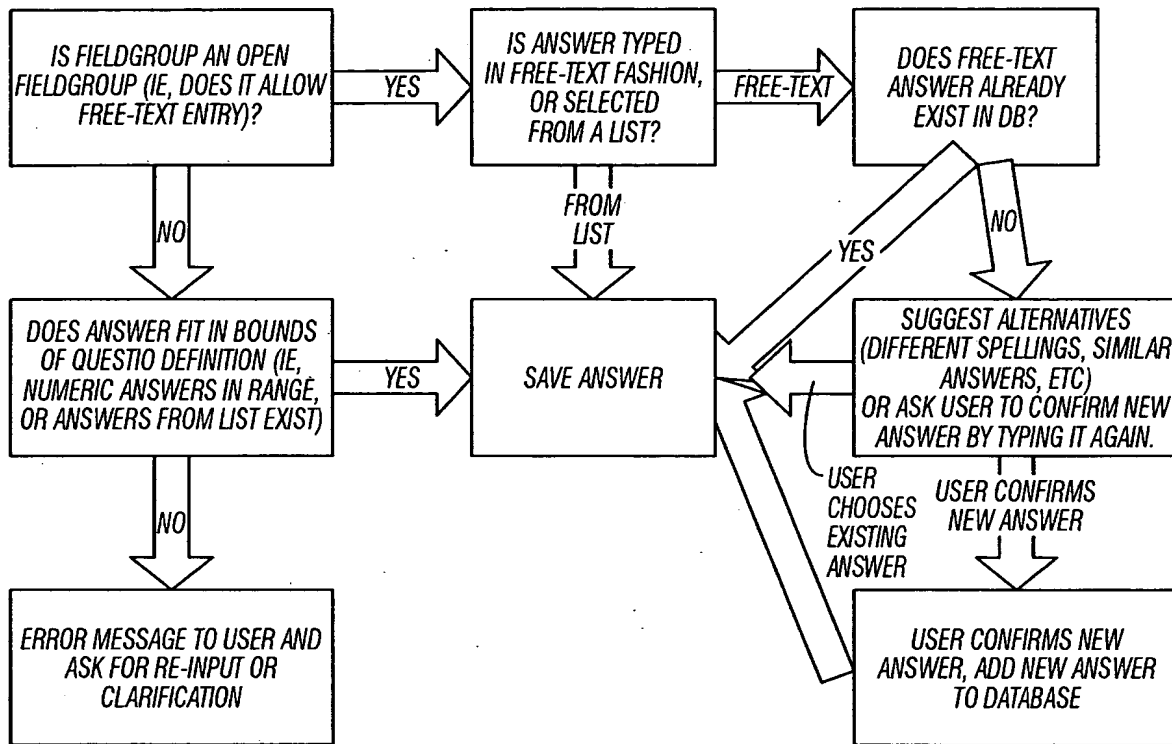 IS FIELDGROUP AN OPEN
FIELDGROUP (IE, DOES IT ALLOW
FREE-TEXT ENTRY)?
YES
IS ANSWER TYPED
IN FREE-TEXT FASHION,
OR SELECTED
FROM A LIST?
FREE-TEXT
DOES FREE-TEXT
ANSWER ALREADY
EXIST IN DB?
NO
FROM
LIST
YES
NO
DOES ANSWER FIT IN BOUNDS
OF QUESTIO DEFINITION (IE,
NUMERIC ANSWERS IN RANGE,
OR ANSWERS FROM LIST EXIST)
YES
SAVE ANSWER
SUGGEST ALTERNATIVES
(DIFFERENT SPELLINGS, SIMILAR
ANSWERS, ETC)
OR ASK USER TO CONFIRM NEW
ANSWER BY TYPING IT AGAIN.
NO
USER
CHOOSES
EXISTING
ANSWER
USER CONFIRMS
NEW ANSWER
ERROR MESSAGE TO USER AND
ASK FOR RE-INPUT OR
CLARIFICATION
USER CONFIRMS NEW
ANSWER, ADD NEW ANSWER
TO DATABASE